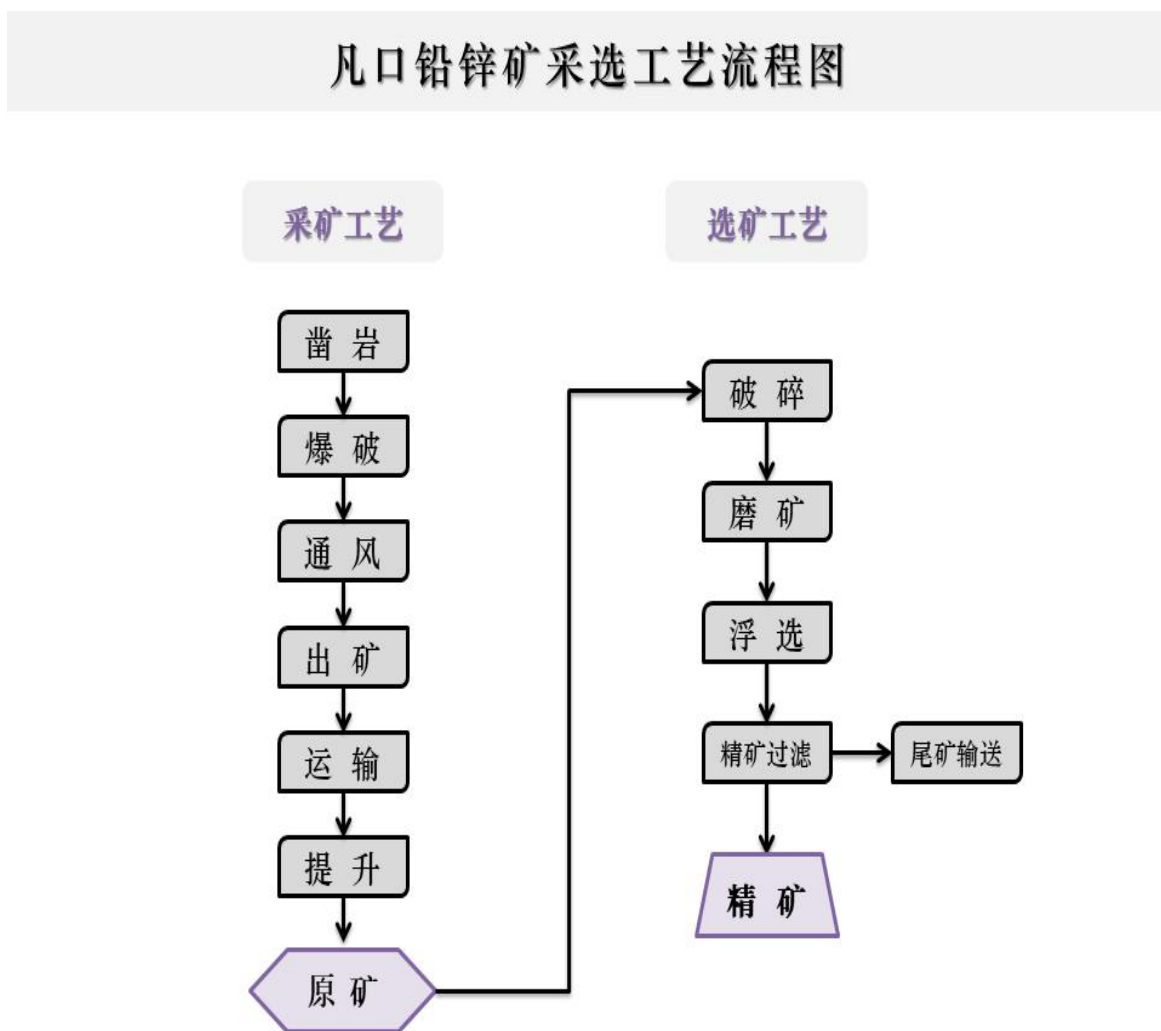 凡口铅锌矿采选工艺流程图
采矿工艺
凿岩
爆破
通风
出矿
运输
提升
原矿
选矿工艺
破碎
磨矿
浮选
精矿过滤
尾矿输送
精矿